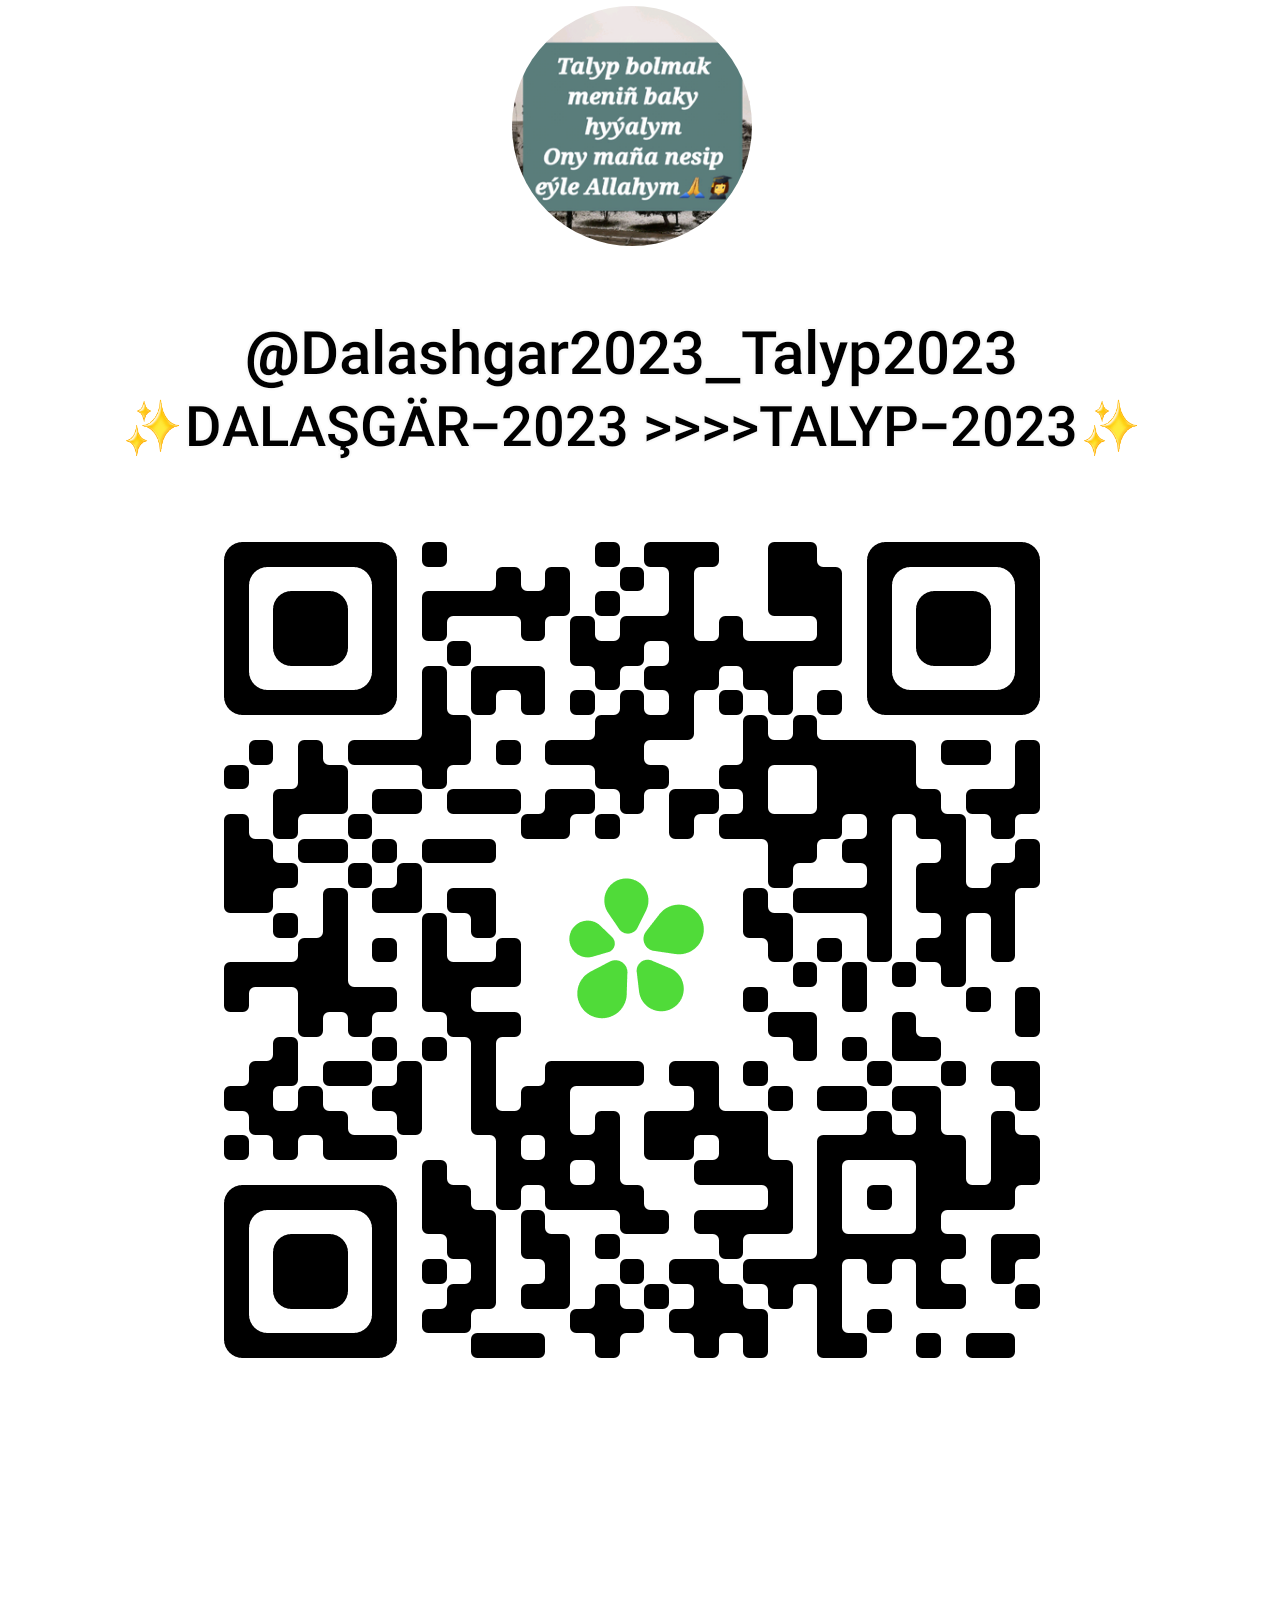 Talyp bolmak
meniñ baky
hyýalym
Ony maña nesip
eýle Allahym🙏👩‍🎓
@Dalashgar2023_Talyp2023
✨DALAŞGÄR–2023 >>>>TALYP–2023✨